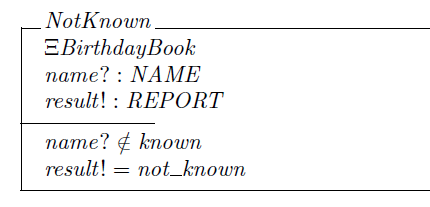 NotKnown
ΞBirthdayBook
name? : NAME
result! : REPORT
name? ∉ known
result! = not_known